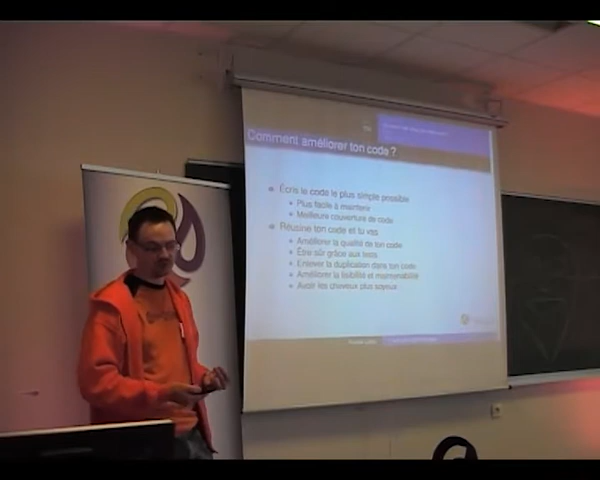 Comment améliorer ton code ?
Écris le code le plus simple possible
Plus facile à maintenir
Meilleure couverture de code
Réusine ton code et tu vas
Améliorer la qualité de ton code
Être sûr grâce aux tests
Enlever la duplication dans ton code
Améliorer la lisibilité et maintenabilité
Avoir les cheveux plus soyeux